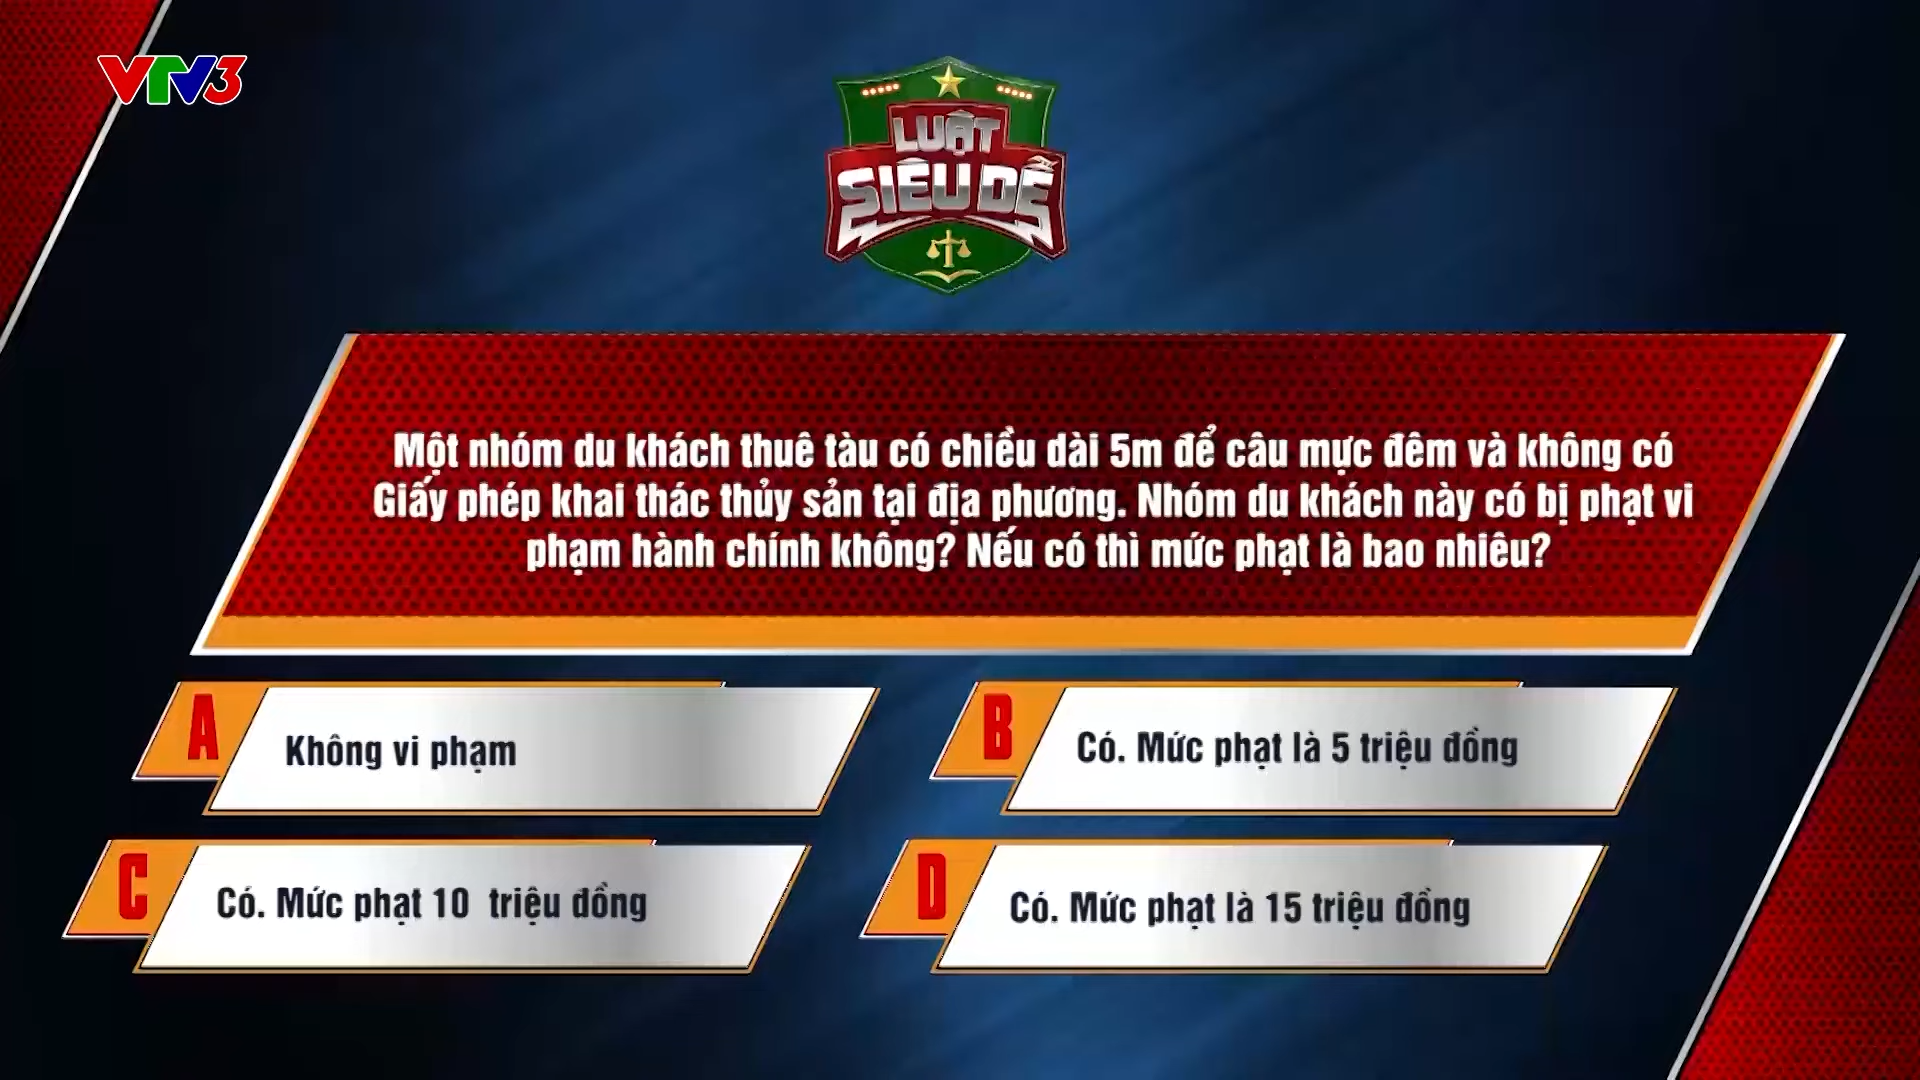 VTV3
LUẬT
SIÊU DỄ
Một nhóm du khách thuê tàu có chiều dài 5m để câu mực đêm và không có
Giấy phép khai thác thủy sản tại địa phương. Nhóm du khách này có bị phạt vi
phạm hành chính không? Nếu có thì mức phạt là bao nhiêu?
A
Không vi phạm
B
Có. Mức phạt là 5 triệu đồng
C
Có. Mức phạt 10 triệu đồng
D
Có. Mức phạt là 15 triệu đồng